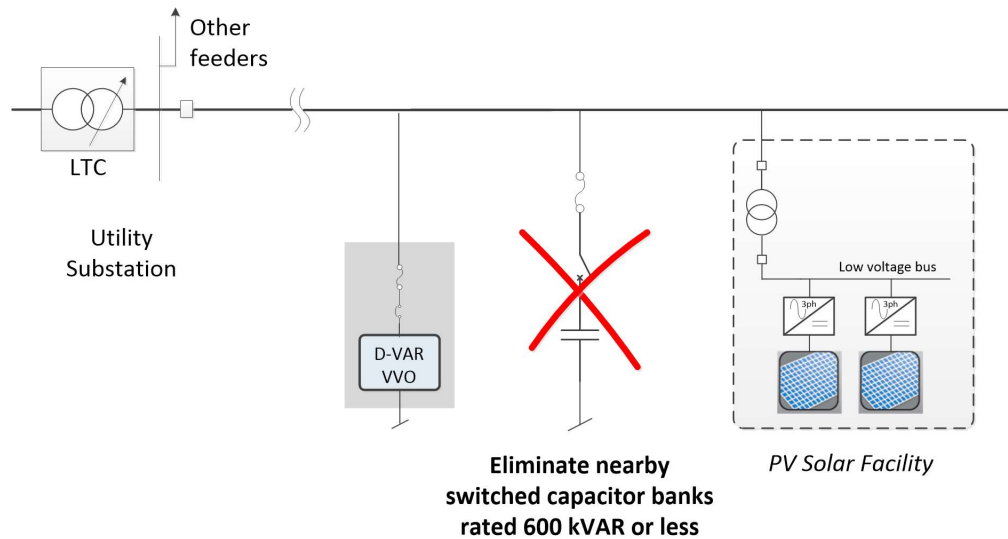 Other
feeders
LTC
Utility
Substation
D-VAR
VVO
Eliminate nearby
switched capacitor banks
rated 600 kVAR or less
Low voltage bus
3ph
3ph
PV Solar Facility